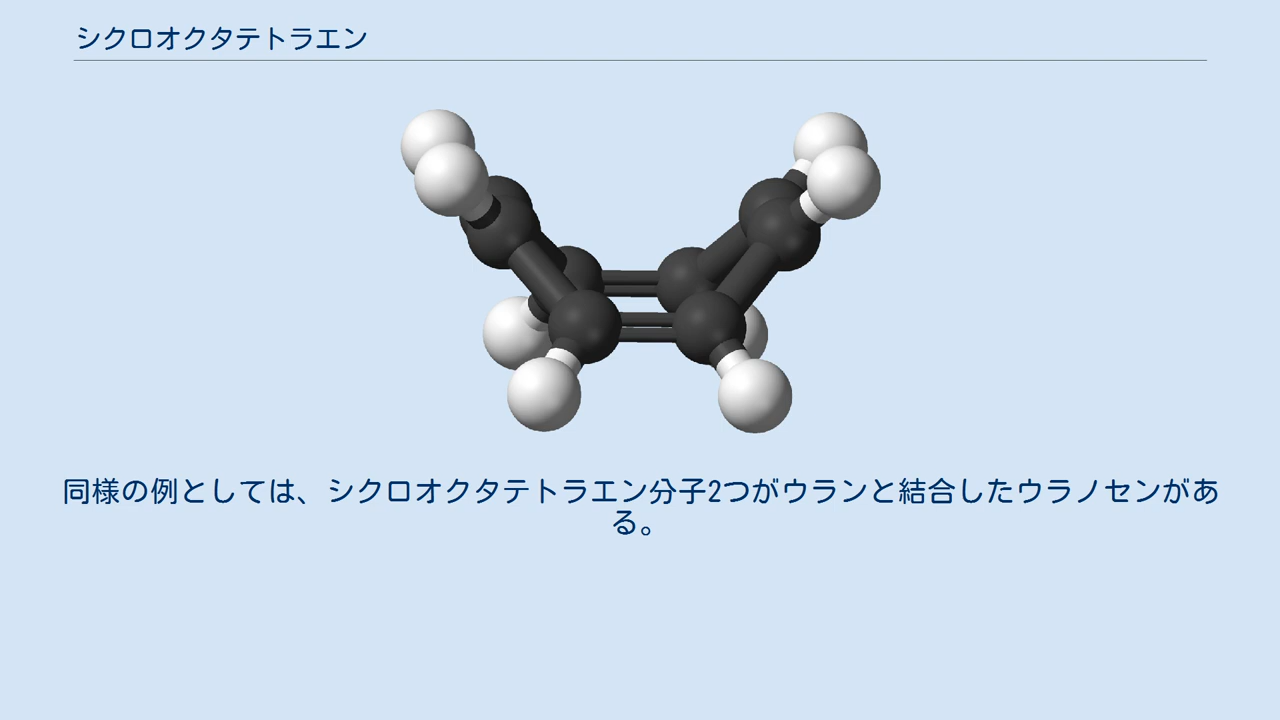 シクロオクタテトラエン
同様の例としては、シクロオクタテトラエン分子2つがウランと結合したウラノセンがあ
る。